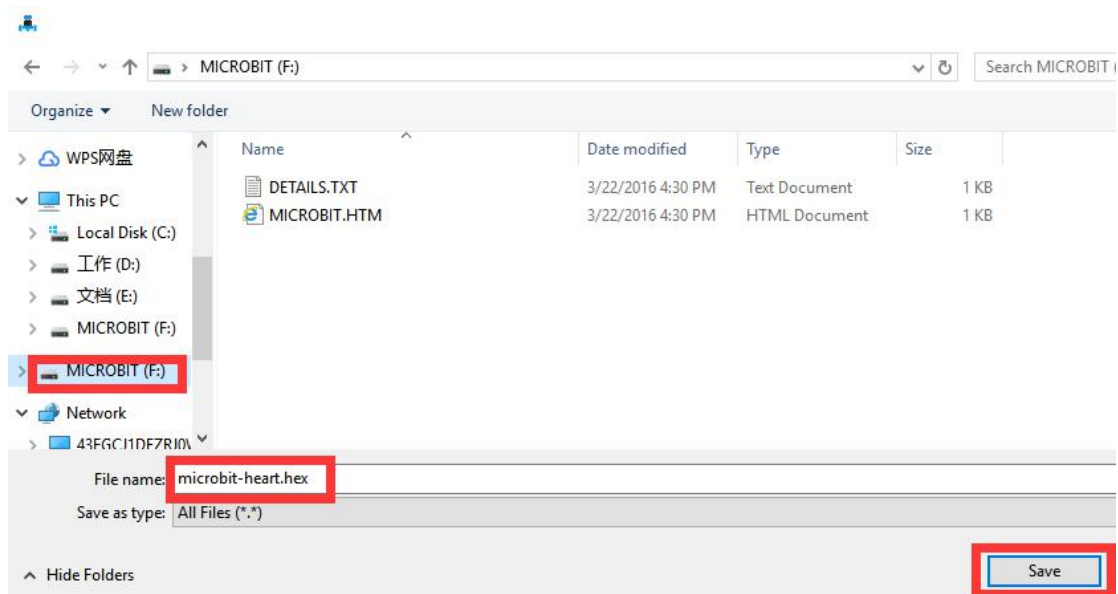 MICROBIT (F:)
Search MICROBIT (
Organize
New folder
Name
Date modified
Type
Size
WPS网盘
This PC
Local Disk (C:)
工作 (D:)
文档 (E:)
MICROBIT (F:)
MICROBIT (F:)
Network
DETAILS.TXT 3/22/2016 4:30 PM Text Document 1 KB
MICROBIT.HTM 3/22/2016 4:30 PM HTML Document 1 KB
File name: microbit-heart.hex
Save as type: All Files (*.*)
Hide Folders
Save